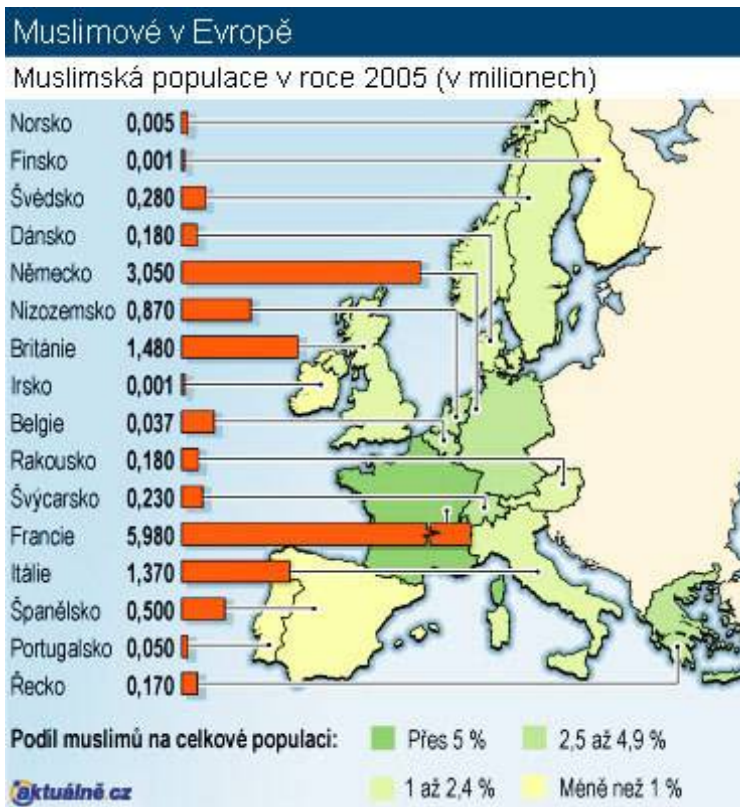 Muslimové v Evropě
Muslimská populace v roce 2005 (v milionech)
Norsko 0,005
Finsko 0,001
Švédsko 0,280
Dánsko 0,180
Německo 3,050
Nizozemsko 0,870
Británie 1,480
Irsko 0,001
Belgie 0,037
Rakousko 0,180
Švýcarsko 0,230
Francie 5,980
Itálie 1,370
Španělsko 0,500
Portugalsko 0,050
Řecko 0,170
Podíl muslimů na celkové populaci: Přes 5 % 2,5 až 4,9 %
1 až 2,4 % Méně než 1 %
aktuálně.cz